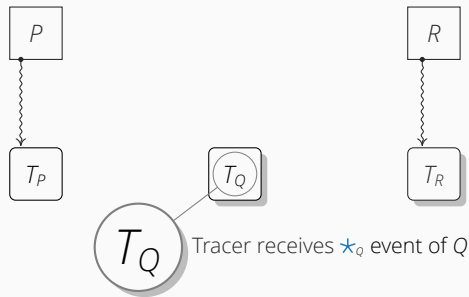 P R
T_P T_Q T_R
T_Q Tracer receives ★_Q event of Q